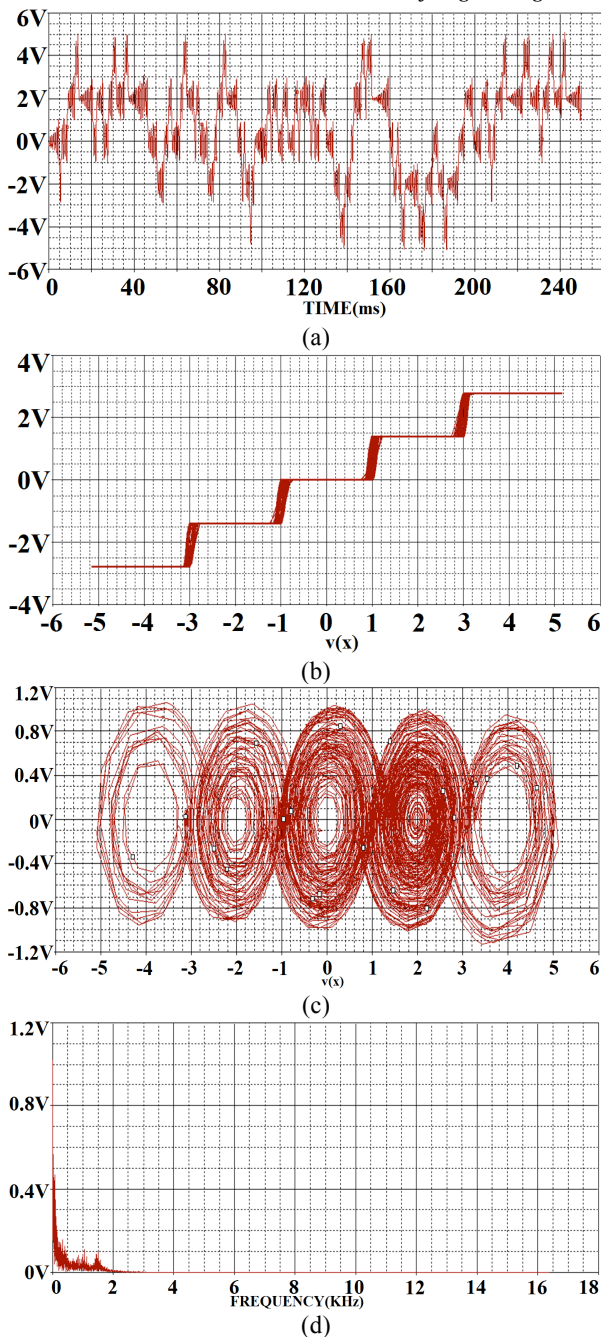 6V
4V
2V
0V
-2V
-4V
-6V
0 40 80 120 160 200 240
TIME(ms)
(a)
4V
2V
0V
-2V
-4V
-6 -5 -4 -3 -2 -1 0 1 2 3 4 5 6
v(x)
(b)
1.2V
0.8V
0.4V
0V
-0.4V
-0.8V
-1.2V
-6 -5 -4 -3 -2 -1 0 1 2 3 4 5 6
v(x)
(c)
1.2V
0.8V
0.4V
0V
0 2 4 6 8 10 12 14 16 18
FREQUENCY(KHz)
(d)